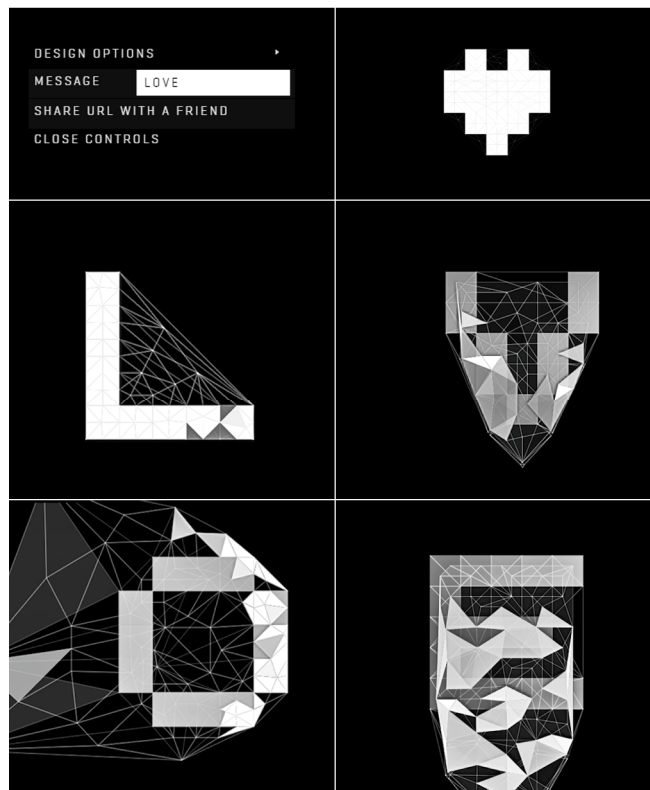 DESIGN OPTIONS
MESSAGE LOVE
SHARE URL WITH A FRIEND
CLOSE CONTROLS
L
O
V
E